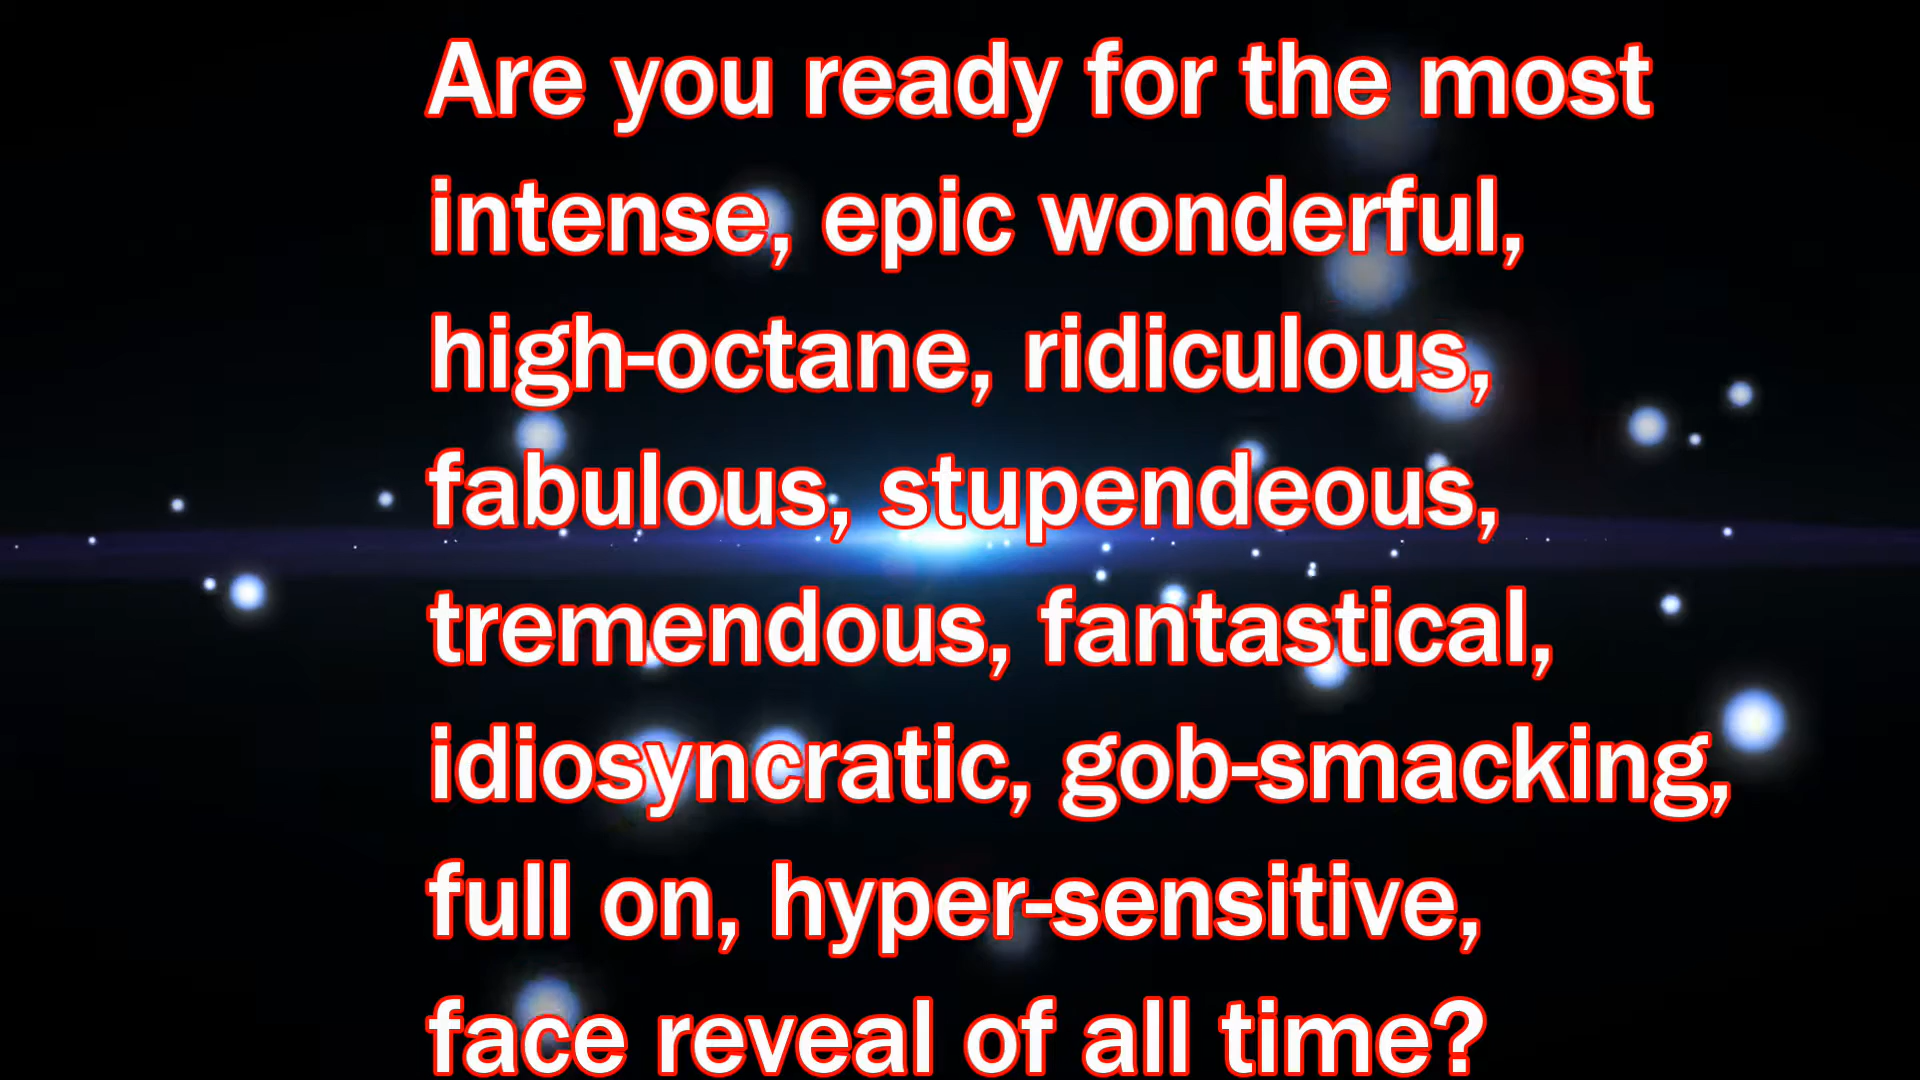 Are you ready for the most
intense, epic wonderful,
high-octane, ridiculous,
fabulous, stupendeous,
tremendous, fantastical,
idiosyncratic, gob-smacking,
full on, hyper-sensitive,
face reveal of all time?